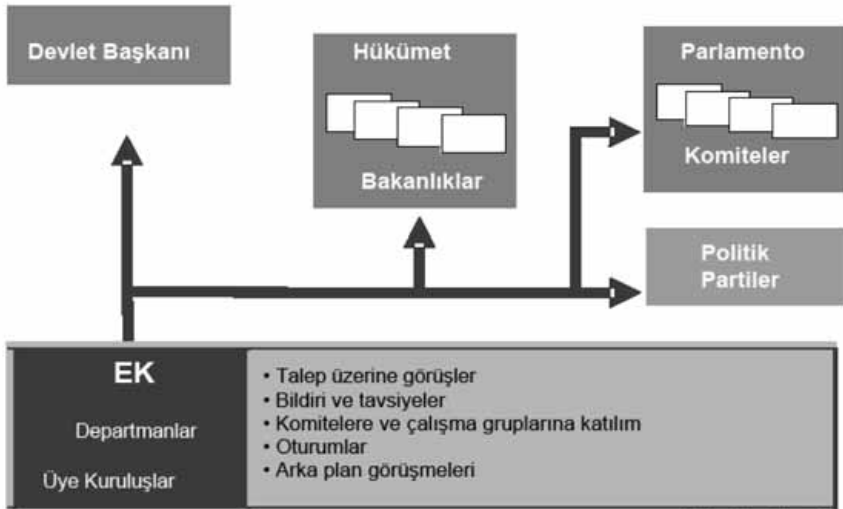 Devlet Başkanı
Hükümet
Bakanlıklar
Parlamento
Komiteler
Politik
Partiler
EK
Departmanlar
Üye Kuruluşlar
• Talep üzerine görüşler
• Bildiri ve tavsiyeler
• Komitelere ve çalışma gruplarına katılım
• Oturumlar
• Arka plan görüşmeleri